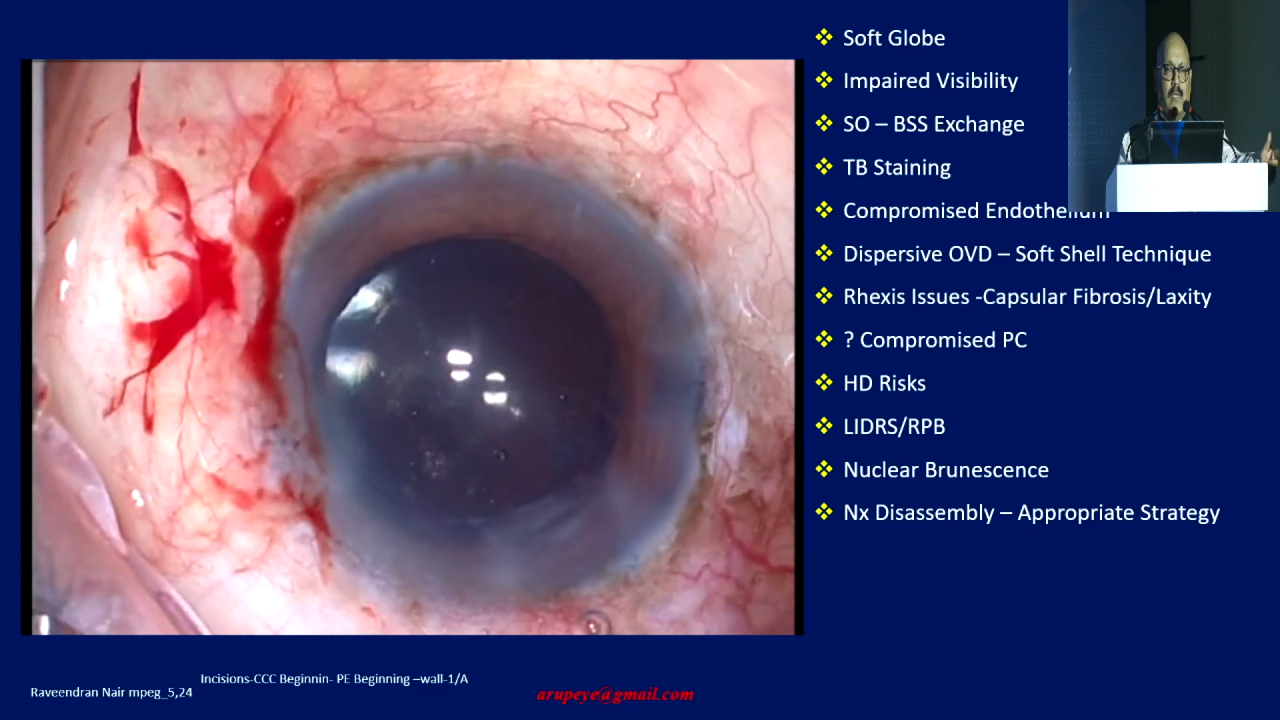 Soft Globe
Impaired Visibility
SO – BSS Exchange
TB Staining
Compromised Endothelium
Dispersive OVD – Soft Shell Technique
Rhexis Issues -Capsular Fibrosis/Laxity
? Compromised PC
HD Risks
LIDRS/RPB
Nuclear Brunescence
Nx Disassembly – Appropriate Strategy
Incisions-CCC Beginnin- PE Beginning –wall-1/A
Raveendran Nair mpeg_5,24
arupeye@gmail.com